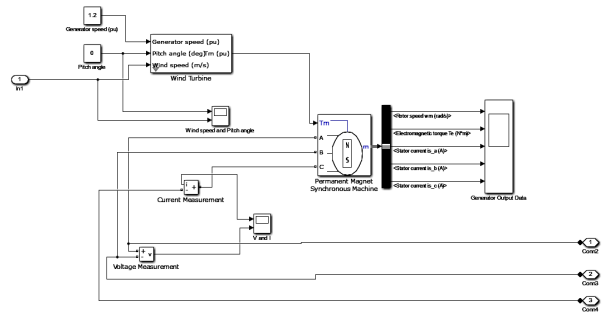 1.2
Generator speed (pu)
0
Pitch angle
1
In1
Generator speed (pu)
Pitch angle (deg)Tm (pu)
Wind speed (m/s)
Wind Turbine
Wind speed and Pitch angle
Tm
A
B
C
N
S
m
Permanent Magnet
Synchronous Machine
<Rotor speed wm (rad/s)>
<Electromagnetic torque Te (N*m)>
<Stator current is_a (A)>
<Stator current is_b (A)>
<Stator current is_c (A)>
Generator Output Data
i
+
-
Current Measurement
V and I
+
-
v
Voltage Measurement
1
Conn2
2
Conn3
3
Conn4